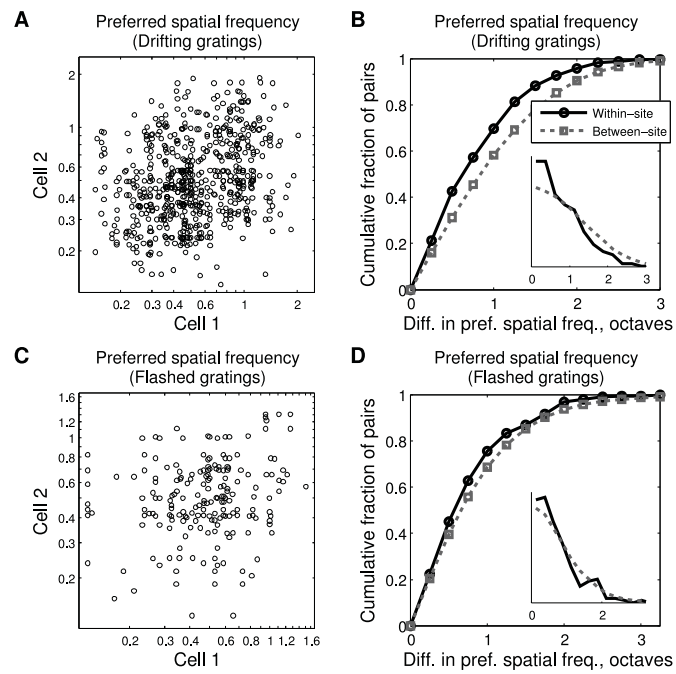 A
Preferred spatial frequency
(Drifting gratings)
2
1
0.6
0.4
0.3
0.2
Cell 2
0.2 0.3 0.4 0.6 1 2
Cell 1
B
Preferred spatial frequency
(Drifting gratings)
1
0.8
0.6
0.4
0.2
0
Cumulative fraction of pairs
Within−site
Between−site
0 1 2 3
0 1 2 3
Diff. in pref. spatial freq., octaves
C
Preferred spatial frequency
(Flashed gratings)
1.6
1.2
1
0.8
0.6
0.4
0.3
0.2
Cell 2
0.2 0.3 0.4 0.6 0.8 1 1.2 1.6
Cell 1
D
Preferred spatial frequency
(Flashed gratings)
1
0.8
0.6
0.4
0.2
0
Cumulative fraction of pairs
0 2
0 1 2 3
Diff. in pref. spatial freq., octaves